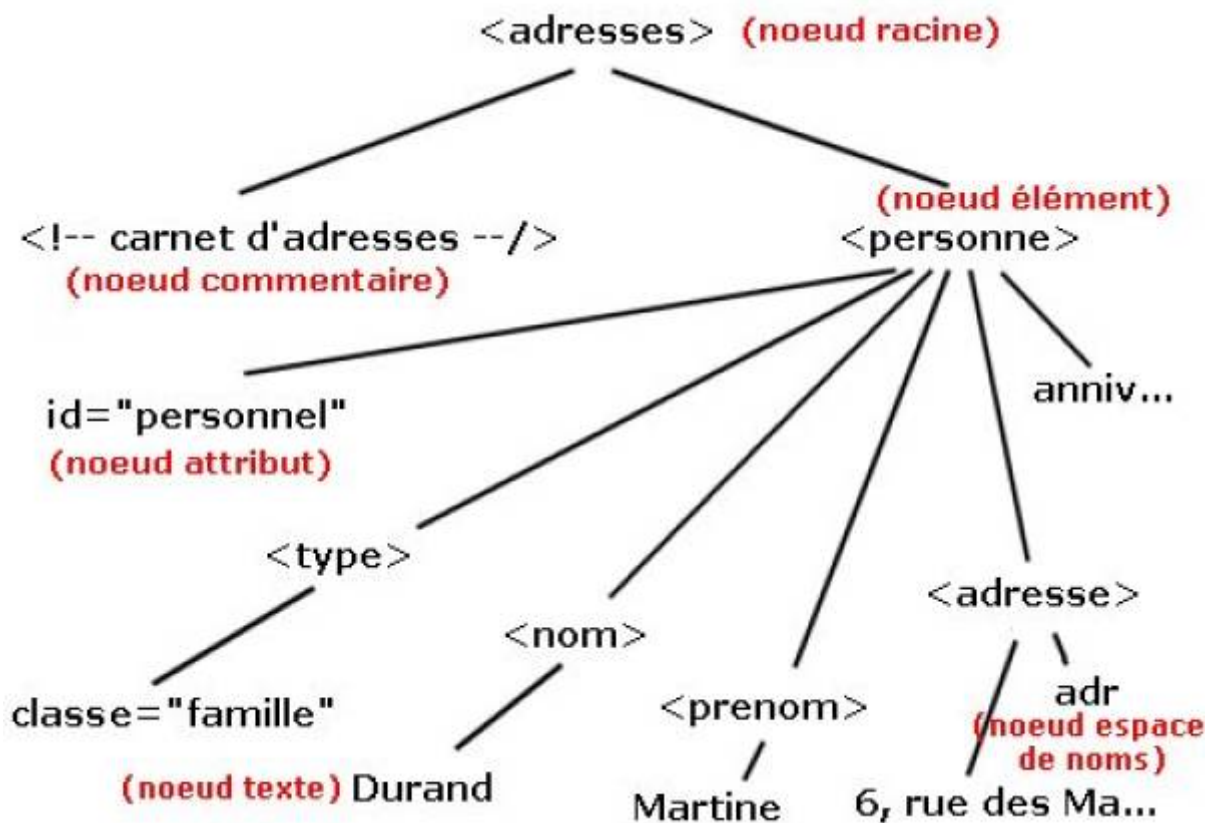 <adresses> (noeud racine)
(noeud élément)
<!-- carnet d'adresses --/> <personne>
(noeud commentaire)
anniv...
id="personnel"
(noeud attribut)
<type>
<adresse>
<nom>
classe="famille" <prenom> adr
(noeud espace
de noms)
(noeud texte) Durand
Martine 6, rue des Ma...